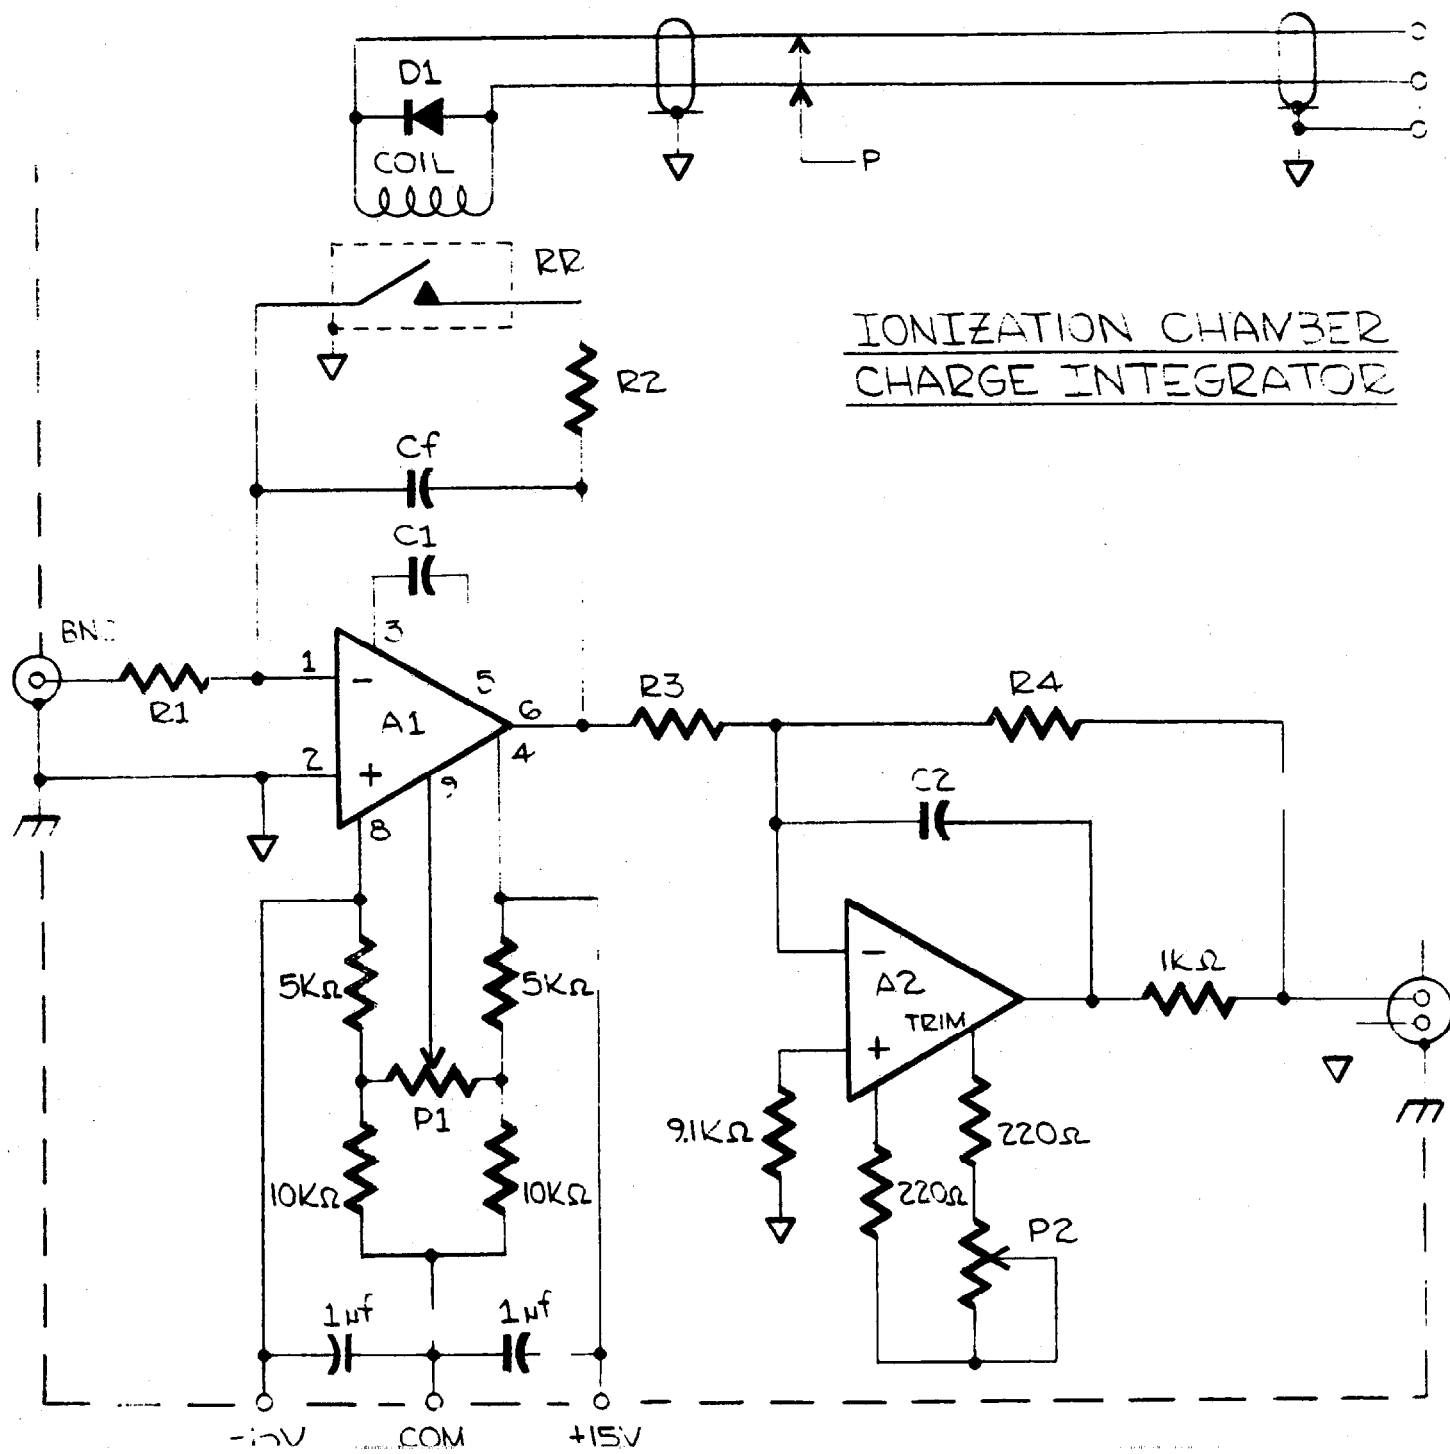 D1
COIL
P
RR
IONIZATION CHAMBER
CHARGE INTEGRATOR
R2
Cf
C1
3
1
5
R3
R4
R1
A1
6
2
4
9
C2
8
5KΩ
5KΩ
1KΩ
A2
TRIM
P1
9.1KΩ
220Ω
10KΩ
10KΩ
220Ω
P2
1μf
1μf
COM
+15V